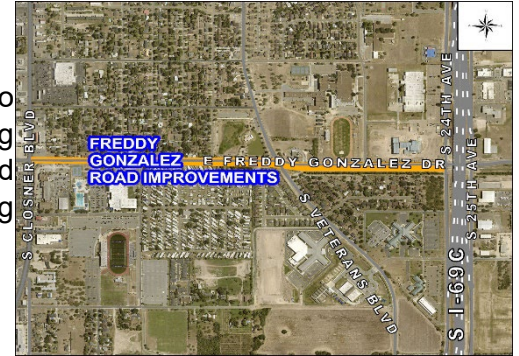 o
g
d
g
FREDDY
GONZALEZ
ROAD IMPROVEMENTS
E FREDDY GONZALEZ DR
S CLOSNER BLVD
S VETERANS BLVD
S 24TH AVE
S 25TH AVE
S I-69C